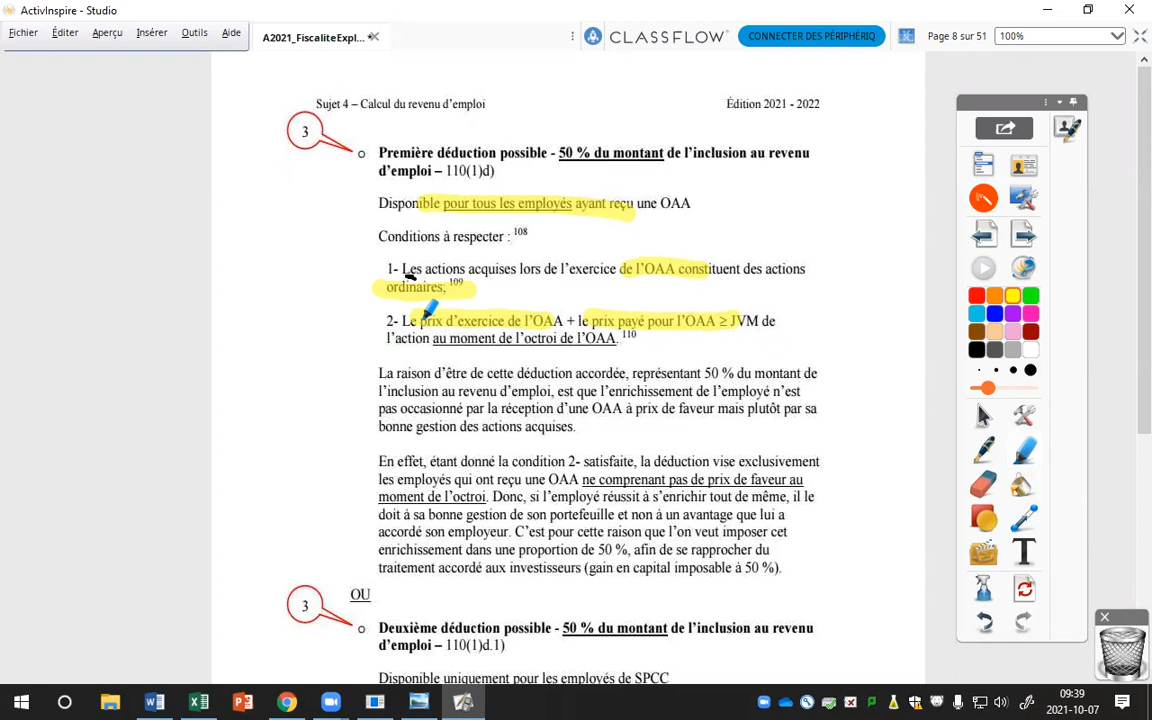 ActivInspire - Studio
Fichier Éditer Aperçu Insérer Outils Aide
A2021_FiscaliteExpl...
CLASSFLOW
CONNECTER DES PÉRIPHÉRIQ
Page 8 sur 51
100%
Sujet 4 – Calcul du revenu d'emploi
Édition 2021 - 2022
3
o Première déduction possible - 50 % du montant de l'inclusion au revenu
d'emploi – 110(1)d)
Disponible pour tous les employés ayant reçu une OAA
Conditions à respecter : 108
1- Les actions acquises lors de l'exercice de l'OAA constituent des actions
ordinaires; 109
2- Le prix d'exercice de l'OAA + le prix payé pour l'OAA ≥ JVM de
l'action au moment de l'octroi de l'OAA. 110
La raison d'être de cette déduction accordée, représentant 50 % du montant de
l'inclusion au revenu d'emploi, est que l'enrichissement de l'employé n'est
pas occasionné par la réception d'une OAA à prix de faveur mais plutôt par sa
bonne gestion des actions acquises.
En effet, étant donné la condition 2- satisfaite, la déduction vise exclusivement
les employés qui ont reçu une OAA ne comprenant pas de prix de faveur au
moment de l'octroi. Donc, si l'employé réussit à s'enrichir tout de même, il le
doit à sa bonne gestion de son portefeuille et non à un avantage que lui a
accordé son employeur. C'est pour cette raison que l'on veut imposer cet
enrichissement dans une proportion de 50 %, afin de se rapprocher du
traitement accordé aux investisseurs (gain en capital imposable à 50 %).
OU
3
o Deuxième déduction possible - 50 % du montant de l'inclusion au revenu
d'emploi – 110(1)d.1)
Disponible uniquement pour les employés de SPCC
09:39
2021-10-07